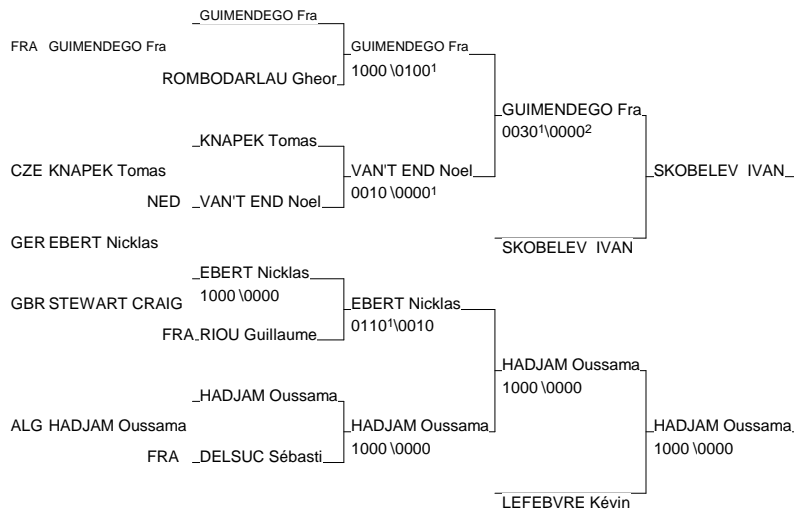 GUIMENDEGO Fra
FRA GUIMENDEGO Fra GUIMENDEGO Fra
1000 \0100¹
ROMBODARLAU Gheor
GUIMENDEGO Fra
0030¹\0000²
KNAPEK Tomas
CZE KNAPEK Tomas VAN'T END Noel SKOBELEV IVAN
0010 \0000¹
NED VAN'T END Noel
GER EBERT Nicklas SKOBELEV IVAN
EBERT Nicklas
1000 \0000
GBR STEWART CRAIG EBERT Nicklas
0110¹\0010
FRA RIOU Guillaume
HADJAM Oussama
1000 \0000
HADJAM Oussama
ALG HADJAM Oussama HADJAM Oussama HADJAM Oussama
1000 \0000 1000 \0000
FRA DELSUC Sébasti
LEFEBVRE Kévin